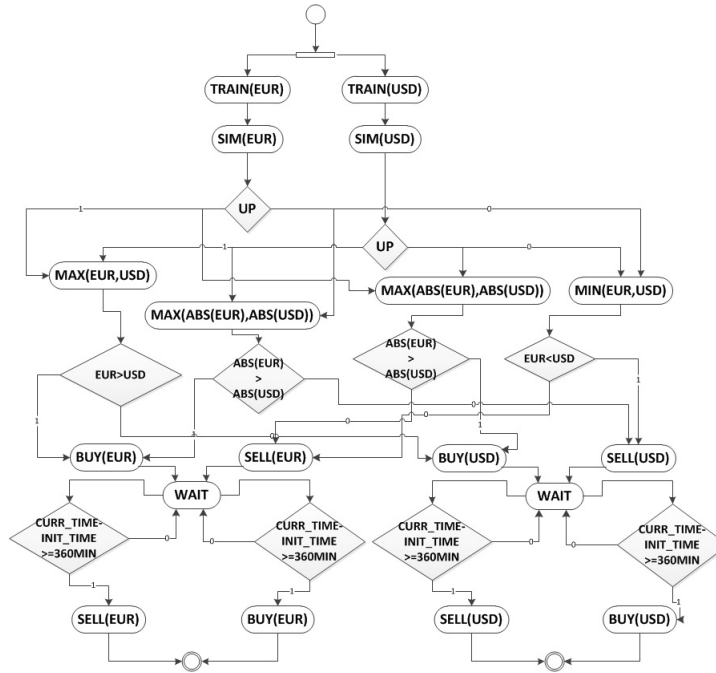 TRAIN(EUR)
TRAIN(USD)
SIM(EUR)
SIM(USD)
UP
1
0
UP
1
0
MAX(EUR,USD)
MAX(ABS(EUR),ABS(USD))
MAX(ABS(EUR),ABS(USD))
MIN(EUR,USD)
EUR>USD
ABS(EUR)
>
ABS(USD)
ABS(EUR)
>
ABS(USD)
EUR<USD
1
1
0
0
0
0
1
1
BUY(EUR)
SELL(EUR)
BUY(USD)
SELL(USD)
WAIT
WAIT
CURR_TIME-
INIT_TIME
>=360MIN
0
0
CURR_TIME-
INIT_TIME
>=360MIN
CURR_TIME-
INIT_TIME
>=360MIN
0
0
CURR_TIME-
INIT_TIME
>=360MIN
1
1
1
1
SELL(EUR)
BUY(EUR)
SELL(USD)
BUY(USD)